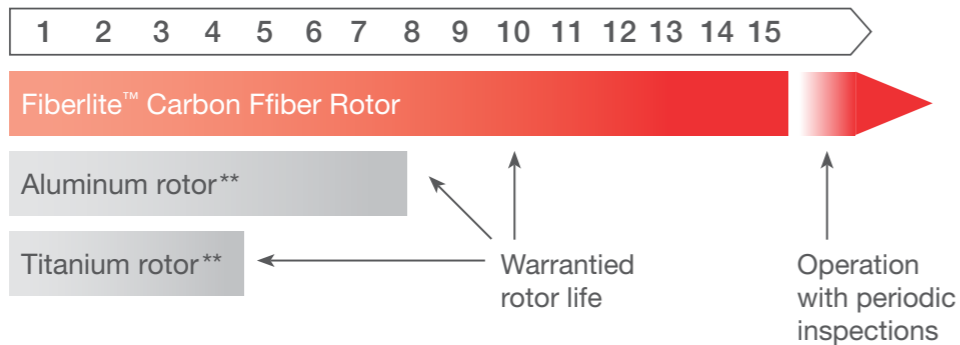 1 2 3 4 5 6 7 8 9 10 11 12 13 14 15
Fiberlite™ Carbon Ffiber Rotor
Aluminum rotor**
Titanium rotor**
Warrantied
rotor life
Operation
with periodic
inspections